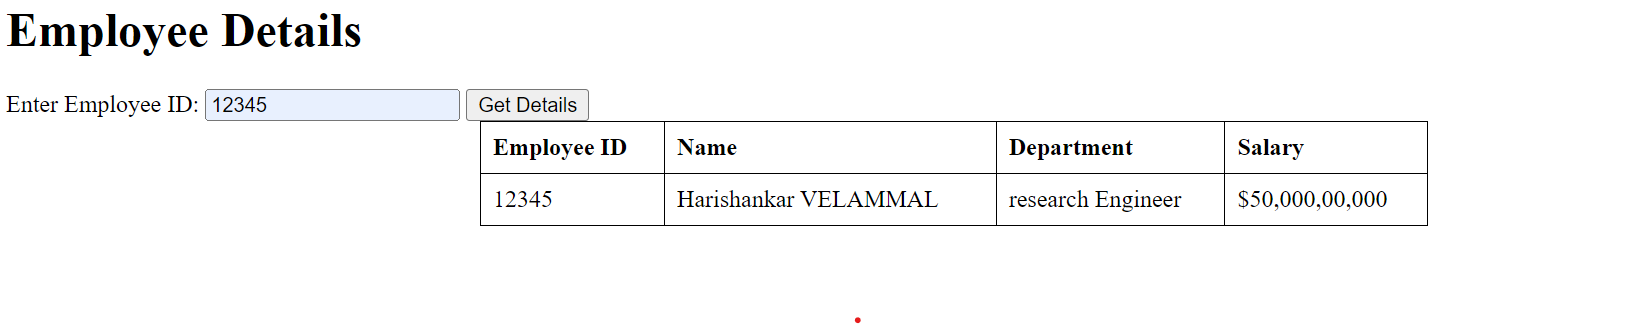 Employee Details
Enter Employee ID: 12345 Get Details
Employee ID Name Department Salary
12345 Harishankar VELAMMAL research Engineer $50,000,00,000